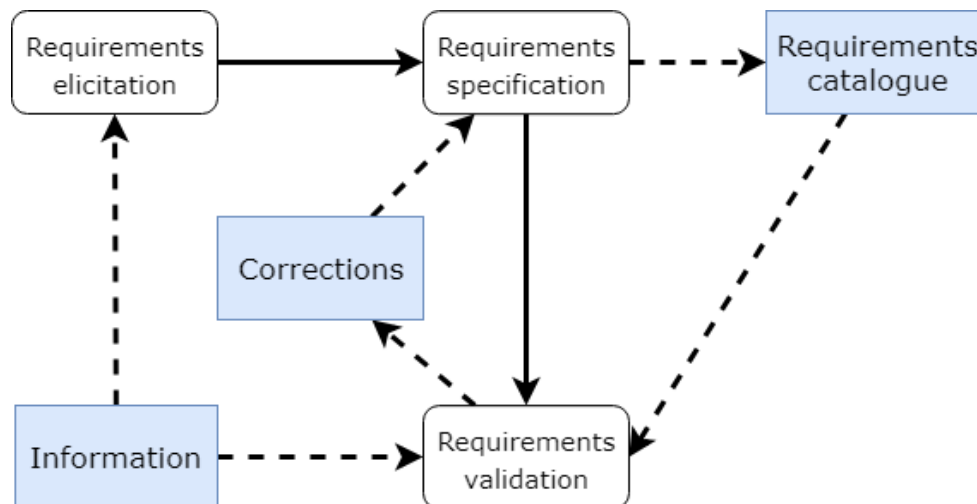 Requirements
elicitation
Requirements
specification
Requirements
catalogue
Corrections
Information
Requirements
validation